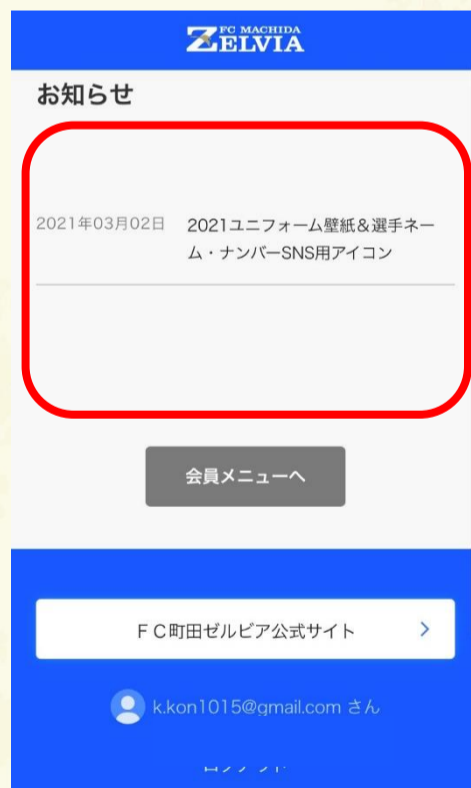 FC MACHIDA
ZELVIA
お知らせ
2021年03月02日
2021ユニフォーム壁紙&選手ネー
ム・ナンバーSNS用アイコン
会員メニューへ
ＦＣ町田ゼルビア公式サイト
k.kon1015@gmail.com さん